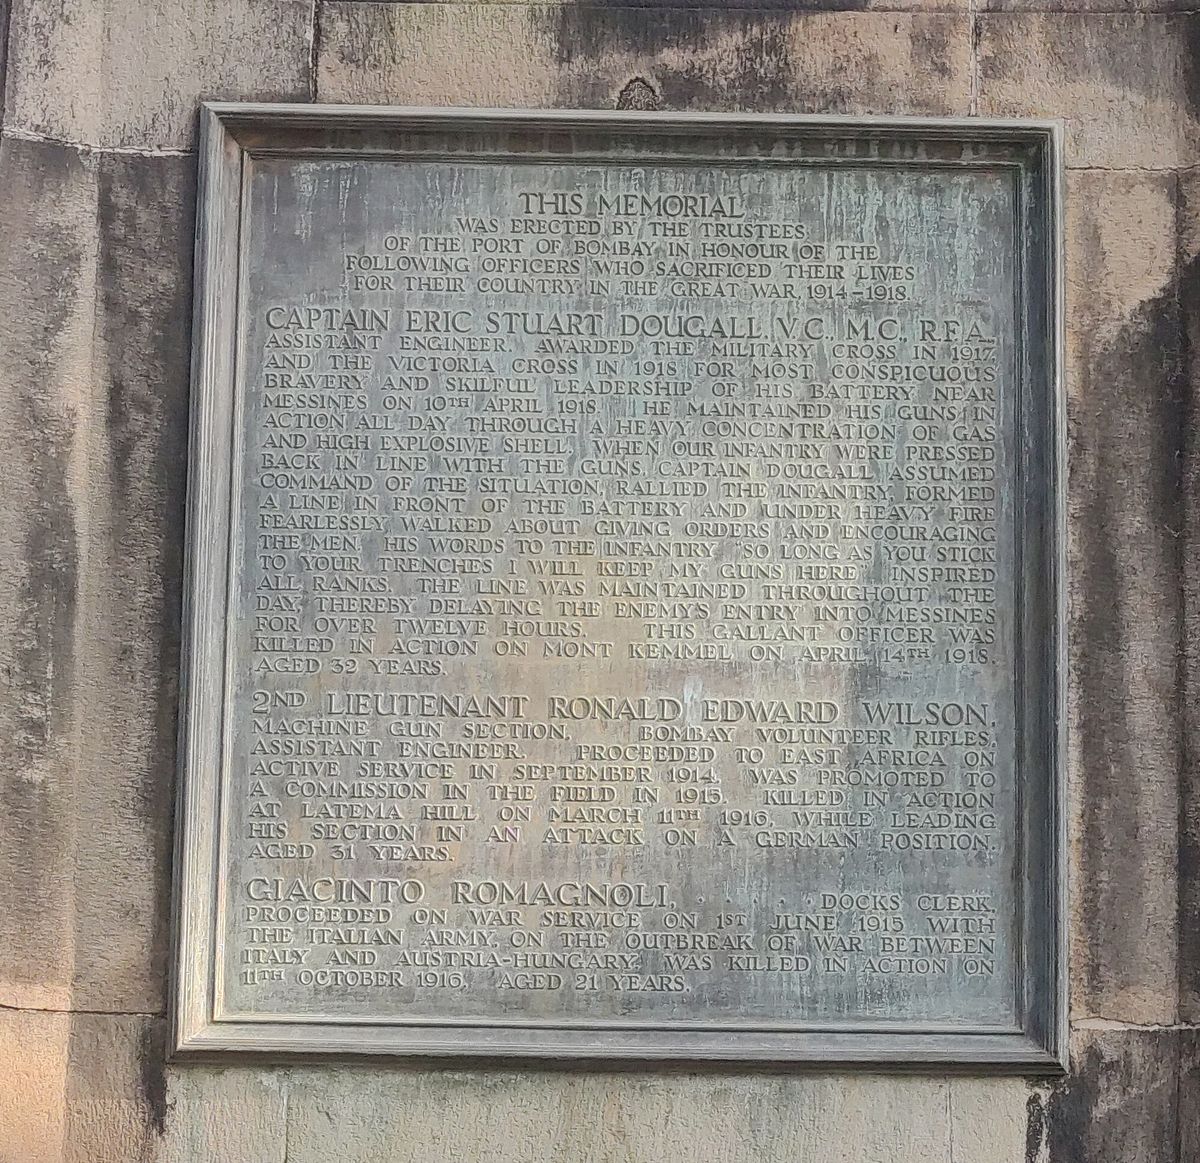 THIS MEMORIAL
WAS ERECTED BY THE TRUSTEES
OF THE PORT OF BOMBAY IN HONOUR OF THE
FOLLOWING OFFICERS WHO SACRIFICED THEIR LIVES
FOR THEIR COUNTRY IN THE GREAT WAR, 1914-1918.
CAPTAIN ERIC STUART DOUGALL, V.C., M.C., R.F.A.,
ASSISTANT ENGINEER. AWARDED THE MILITARY CROSS IN 1917,
AND THE VICTORIA CROSS IN 1918 FOR MOST CONSPICUOUS
BRAVERY AND SKILFUL LEADERSHIP OF HIS BATTERY NEAR
MESSINES ON 10TH APRIL 1918. HE MAINTAINED HIS GUNS IN
ACTION ALL DAY THROUGH A HEAVY CONCENTRATION OF GAS
AND HIGH EXPLOSIVE SHELL. WHEN OUR INFANTRY WERE PRESSED
BACK IN LINE WITH THE GUNS, CAPTAIN DOUGALL ASSUMED
COMMAND OF THE SITUATION, RALLIED THE INFANTRY, FORMED
A LINE IN FRONT OF THE BATTERY AND UNDER HEAVY FIRE
FEARLESSLY WALKED ABOUT GIVING ORDERS AND ENCOURAGING
THE MEN. HIS WORDS TO THE INFANTRY "SO LONG AS YOU STICK
TO YOUR TRENCHES I WILL KEEP MY GUNS HERE" INSPIRED
ALL RANKS. THE LINE WAS MAINTAINED THROUGHOUT THE
DAY, THEREBY DELAYING THE ENEMY'S ENTRY INTO MESSINES
FOR OVER TWELVE HOURS. THIS GALLANT OFFICER WAS
KILLED IN ACTION ON MONT KEMMEL ON APRIL 14TH 1918.
AGED 32 YEARS.
2ND LIEUTENANT RONALD EDWARD WILSON,
MACHINE GUN SECTION, BOMBAY VOLUNTEER RIFLES,
ASSISTANT ENGINEER. PROCEEDED TO EAST AFRICA ON
ACTIVE SERVICE IN SEPTEMBER 1914, WAS PROMOTED TO
A COMMISSION IN THE FIELD IN 1915. KILLED IN ACTION
AT LATEMA HILL ON MARCH 11TH 1916, WHILE LEADING
HIS SECTION IN AN ATTACK ON A GERMAN POSITION.
AGED 31 YEARS.
GIACINTO ROMAGNOLI, . . . . DOCKS CLERK,
PROCEEDED ON WAR SERVICE ON 1ST JUNE 1915 WITH
THE ITALIAN ARMY, ON THE OUTBREAK OF WAR BETWEEN
ITALY AND AUSTRIA-HUNGARY. WAS KILLED IN ACTION ON
11TH OCTOBER 1916, AGED 21 YEARS.